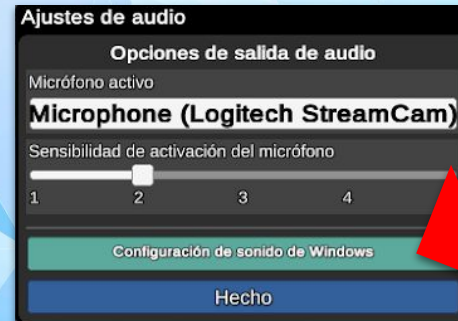 Ajustes de audio
Opciones de salida de audio
Micrófono activo
Microphone (Logitech StreamCam)
Sensibilidad de activación del micrófono
1 2 3 4
Configuración de sonido de Windows
Hecho